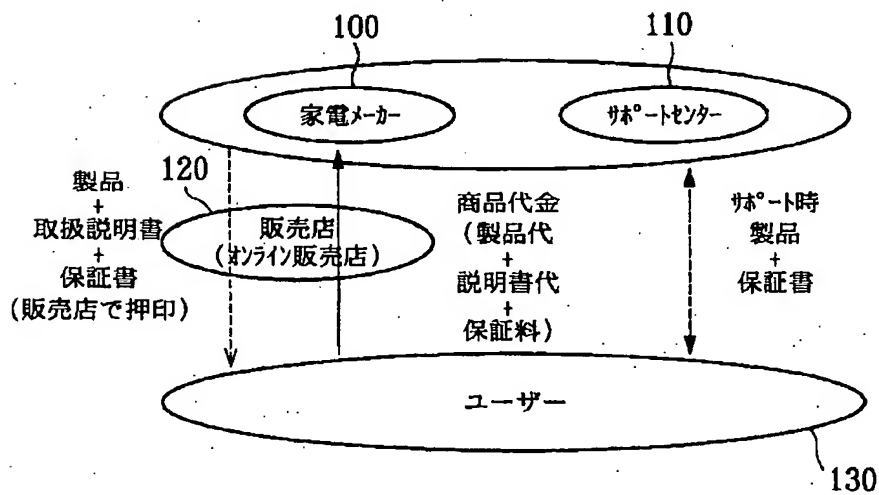 100
110
家電メーカー
サポートセンター
120
製品
+
取扱説明書
+
保証書
(販売店で押印)
販売店
(オンライン販売店)
商品代金
(製品代
+
説明書代
+
保証料)
サポート時
製品
+
保証書
ユーザー
130